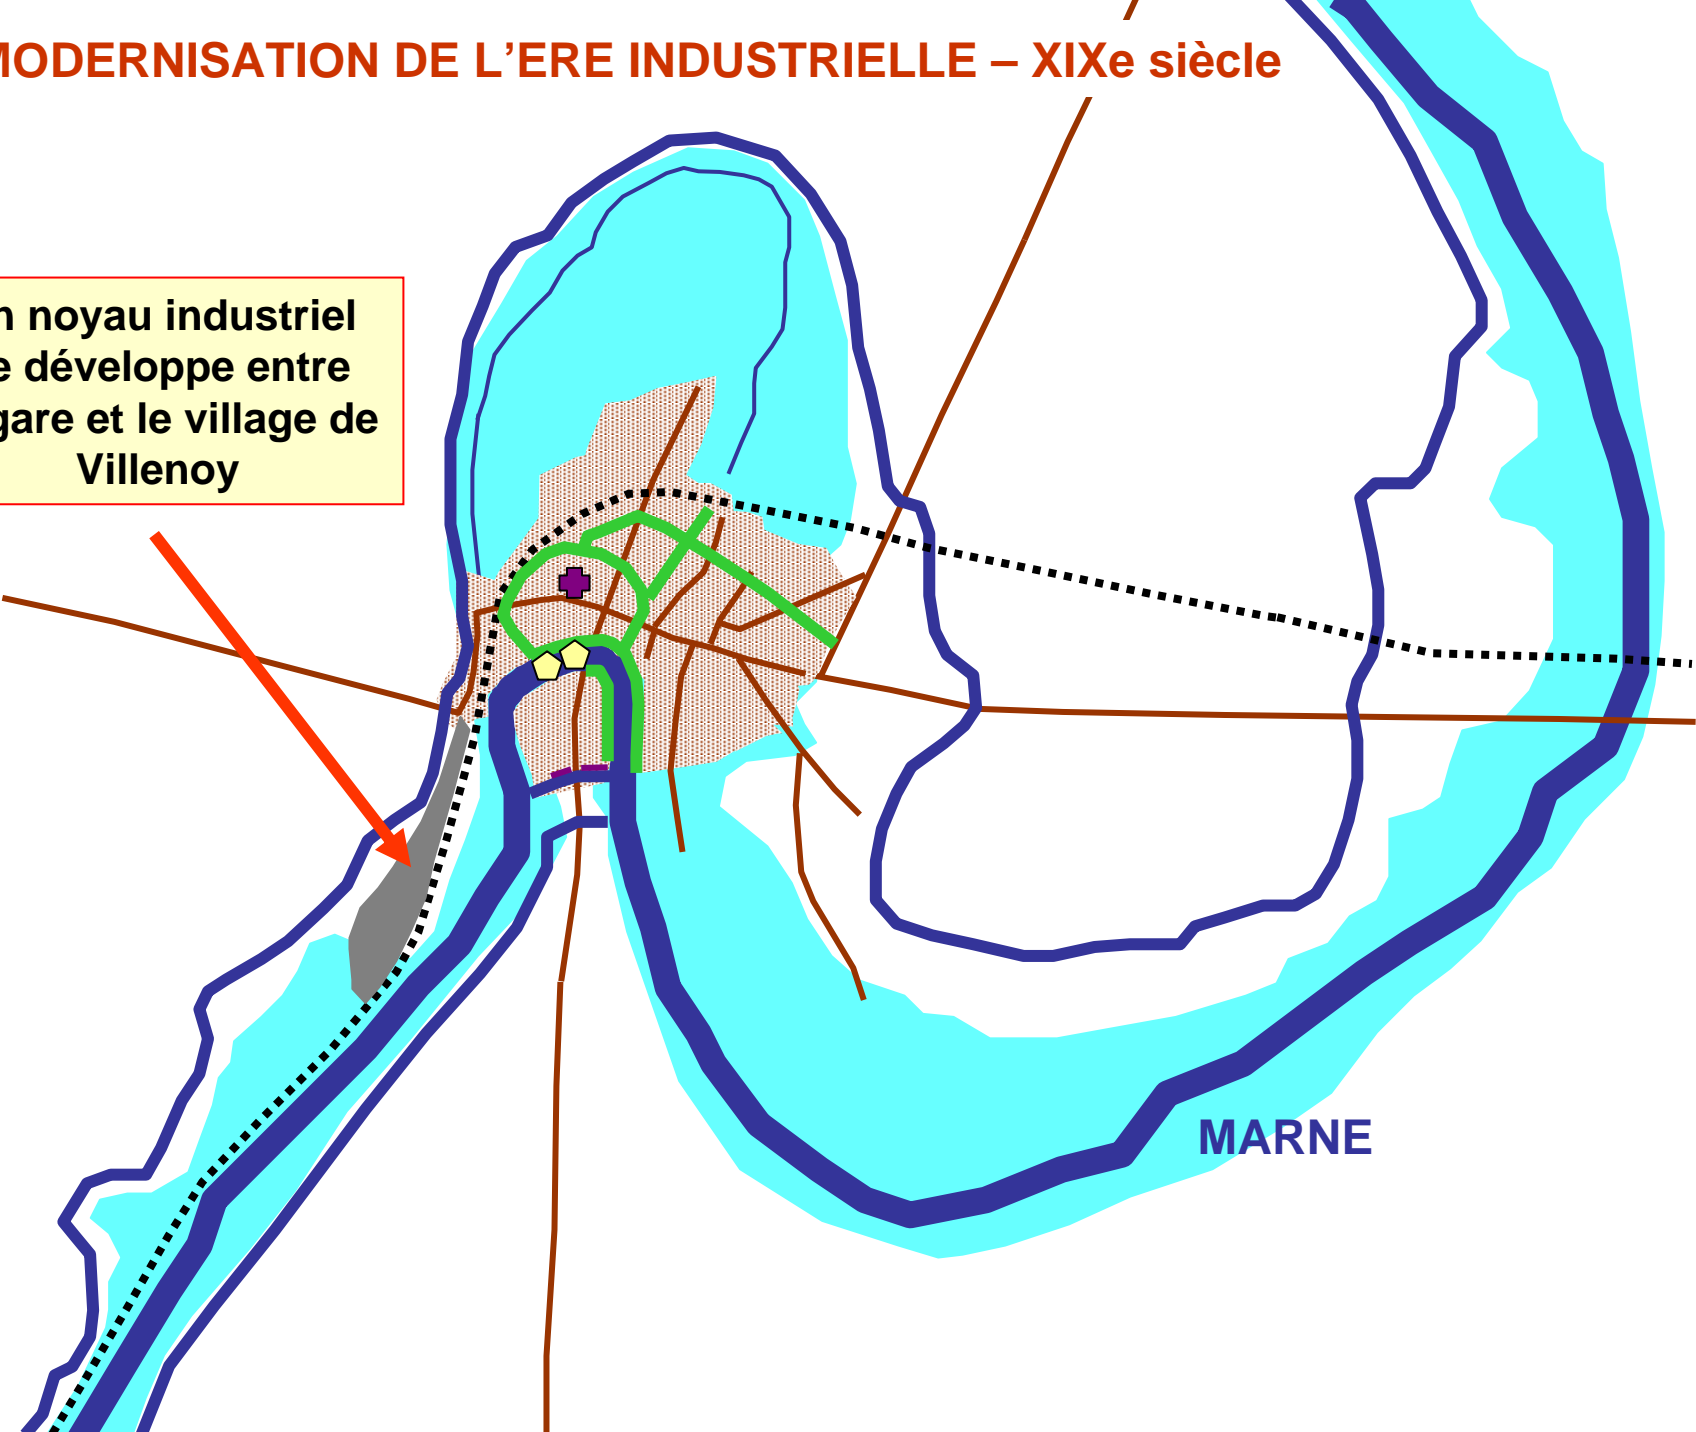 MODERNISATION DE L’ERE INDUSTRIELLE – XIXe siècle
n noyau industriel
e développe entre
gare et le village de
Villenoy
MARNE